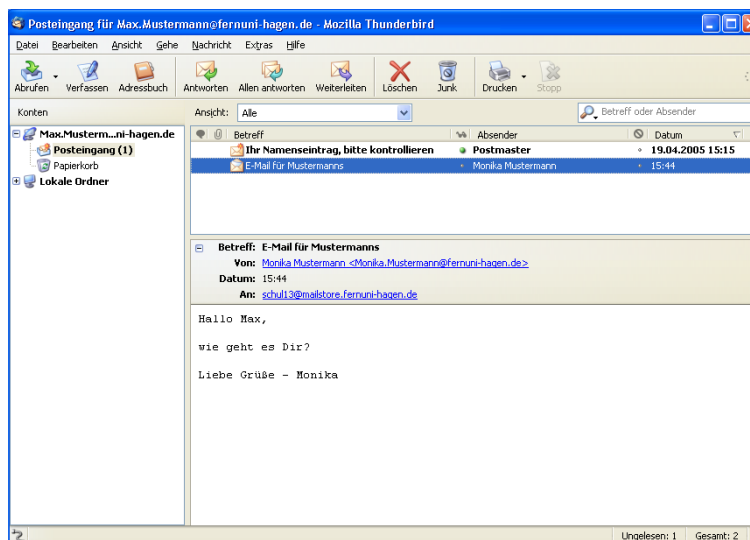 Posteingang für Max.Mustermann@fernuni-hagen.de - Mozilla Thunderbird
Datei Bearbeiten Ansicht Gehe Nachricht Extras Hilfe
Abrufen Verfassen Adressbuch Antworten Allen antworten Weiterleiten Löschen Junk Drucken Stopp
Konten Ansicht: Alle Betreff oder Absender
Max.Musterm...ni-hagen.de
Posteingang (1)
Papierkorb
Lokale Ordner
Betreff Absender Datum
Ihr Namenseintrag, bitte kontrollieren Postmaster 19.04.2005 15:15
E-Mail für Mustermanns Monika Mustermann 15:44
Betreff: E-Mail für Mustermanns
Von: Monika Mustermann <Monika.Mustermann@fernuni-hagen.de>
Datum: 15:44
An: schul13@mailstore.fernuni-hagen.de
Hallo Max,
wie geht es Dir?
Liebe Grüße - Monika
Ungelesen: 1 Gesamt: 2